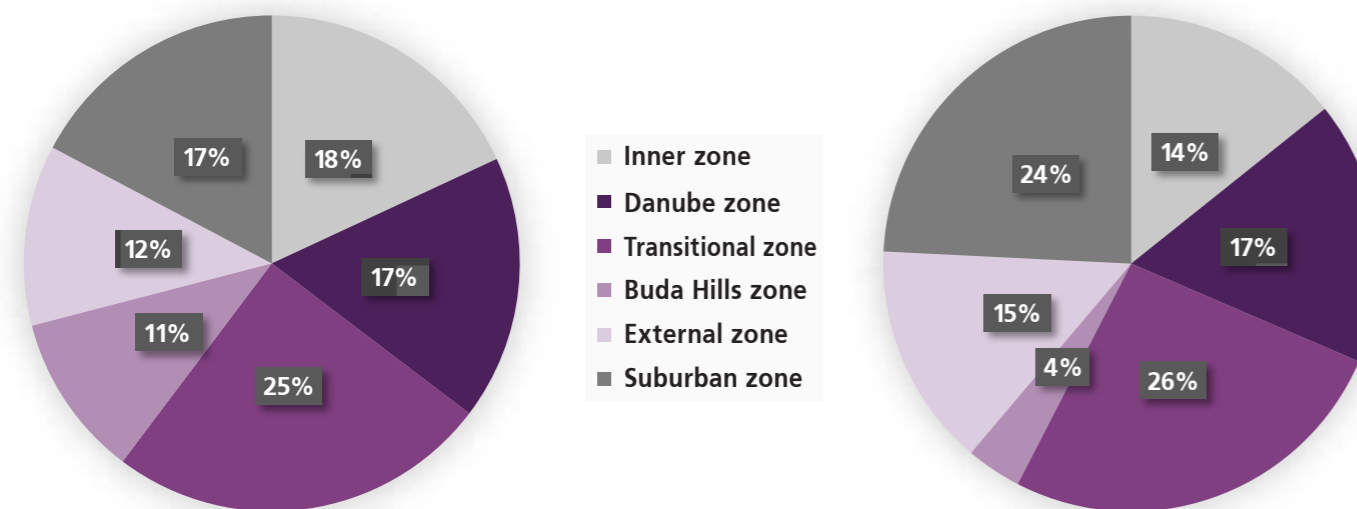 18%
17%
25%
11%
12%
17%
Inner zone
Danube zone
Transitional zone
Buda Hills zone
External zone
Suburban zone
14%
17%
26%
4%
15%
24%